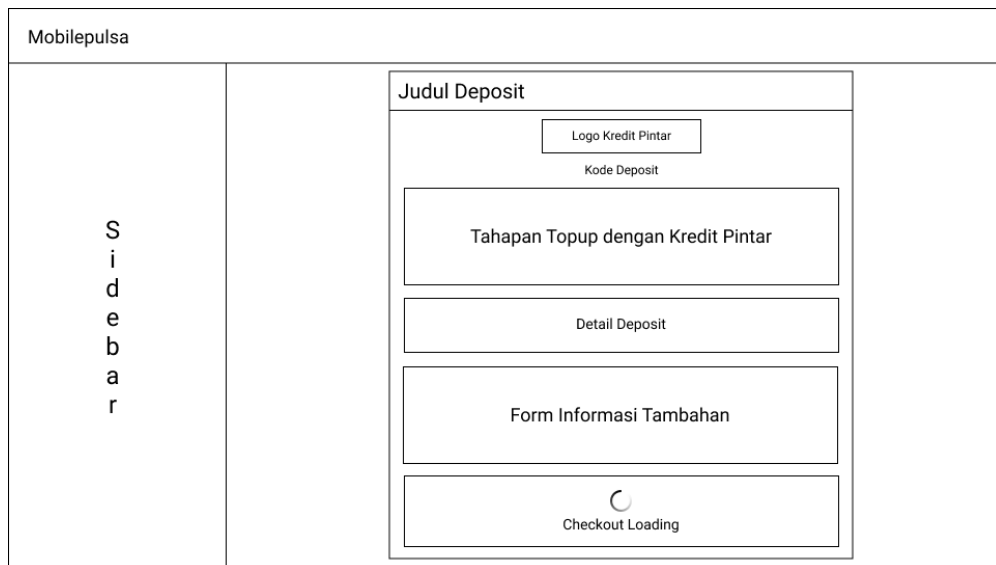 Mobilepulsa
S
i
d
e
b
a
r
Judul Deposit
Logo Kredit Pintar
Kode Deposit
Tahapan Topup dengan Kredit Pintar
Detail Deposit
Form Informasi Tambahan
Checkout Loading